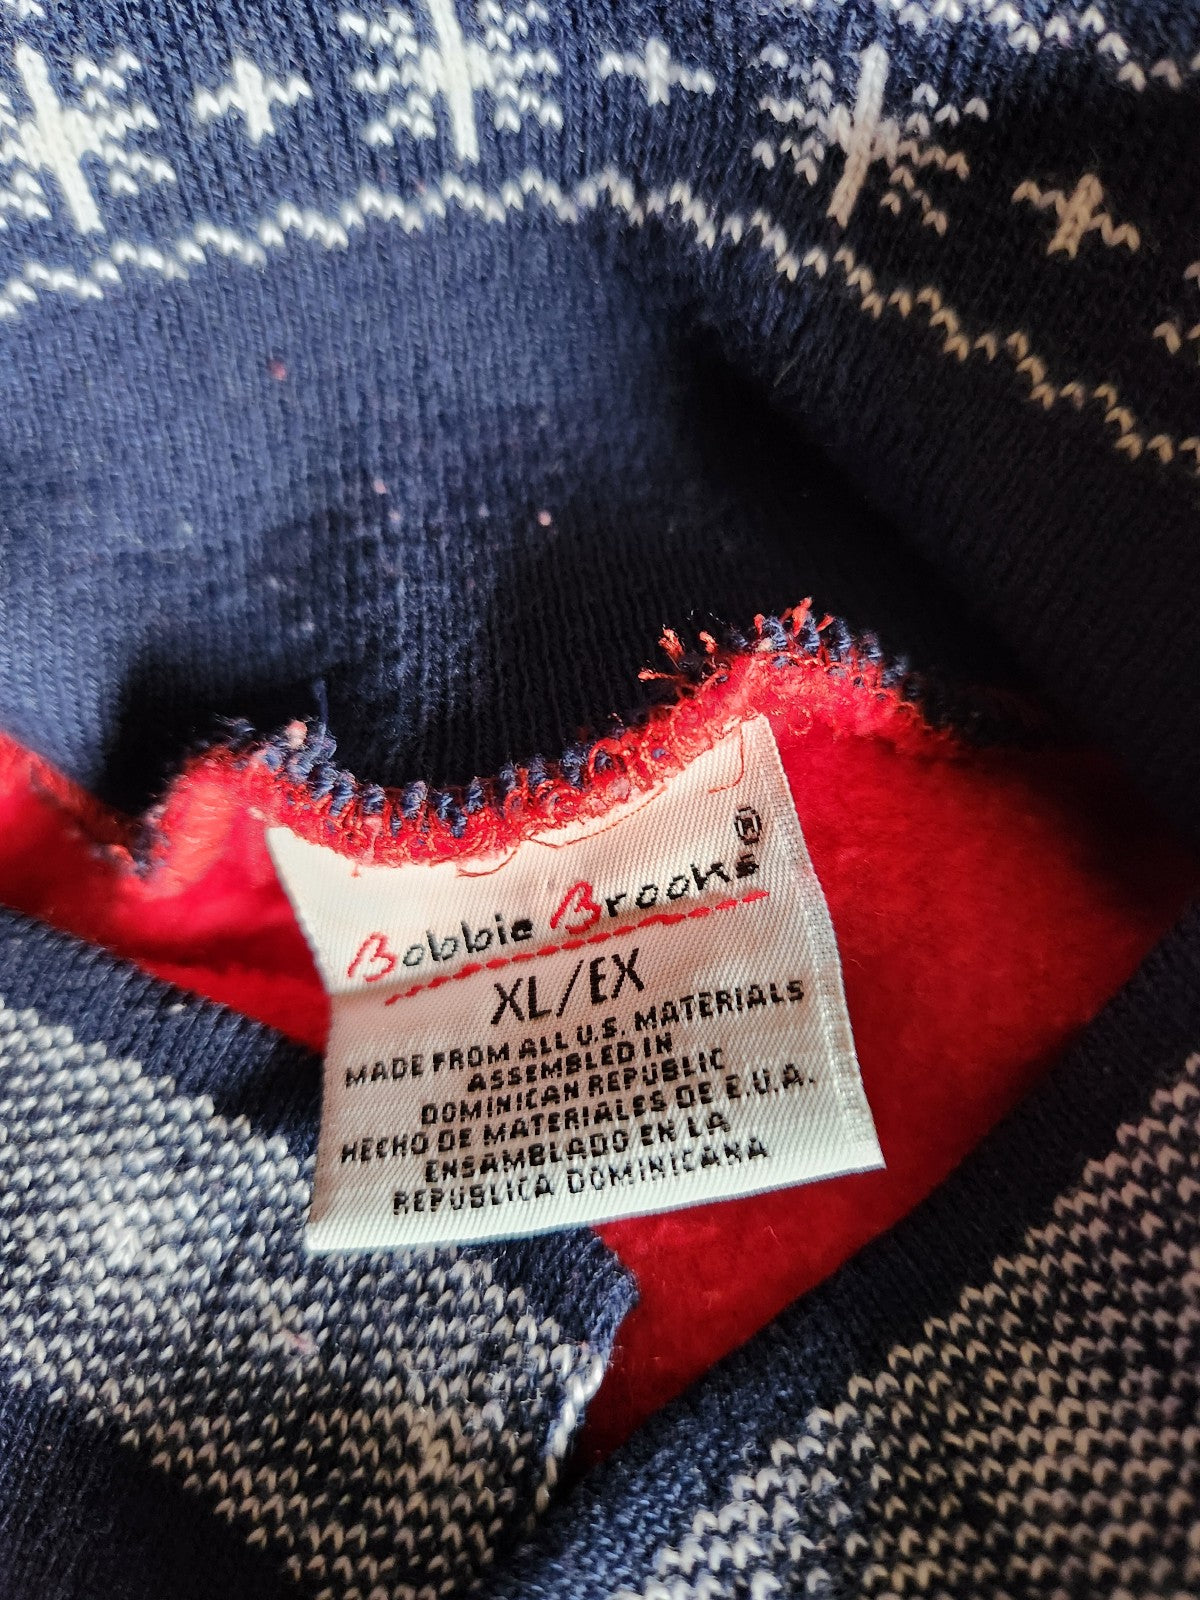 Bobbie Brooks®
XL/EX
MADE FROM ALL U.S. MATERIALS
ASSEMBLED IN
DOMINICAN REPUBLIC
HECHO DE MATERIALES DE E.U.A.
ENSAMBLADO EN LA
REPUBLICA DOMINICANA